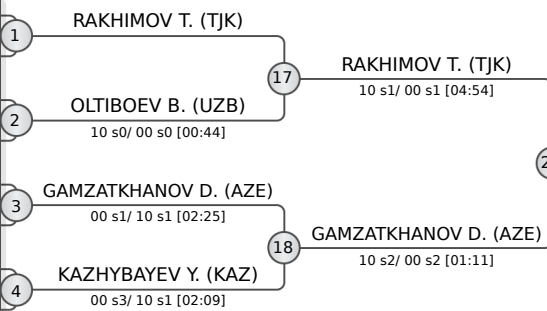 RAKHIMOV T. (TJK)
1
17
RAKHIMOV T. (TJK)
10 s1/ 00 s1 [04:54]
OLTIBOEV B. (UZB)
2
10 s0/ 00 s0 [00:44]
GAMZATKHANOV D. (AZE)
3
00 s1/ 10 s1 [02:25]
18
GAMZATKHANOV D. (AZE)
10 s2/ 00 s2 [01:11]
KAZHYBAYEV Y. (KAZ)
4
00 s3/ 10 s1 [02:09]